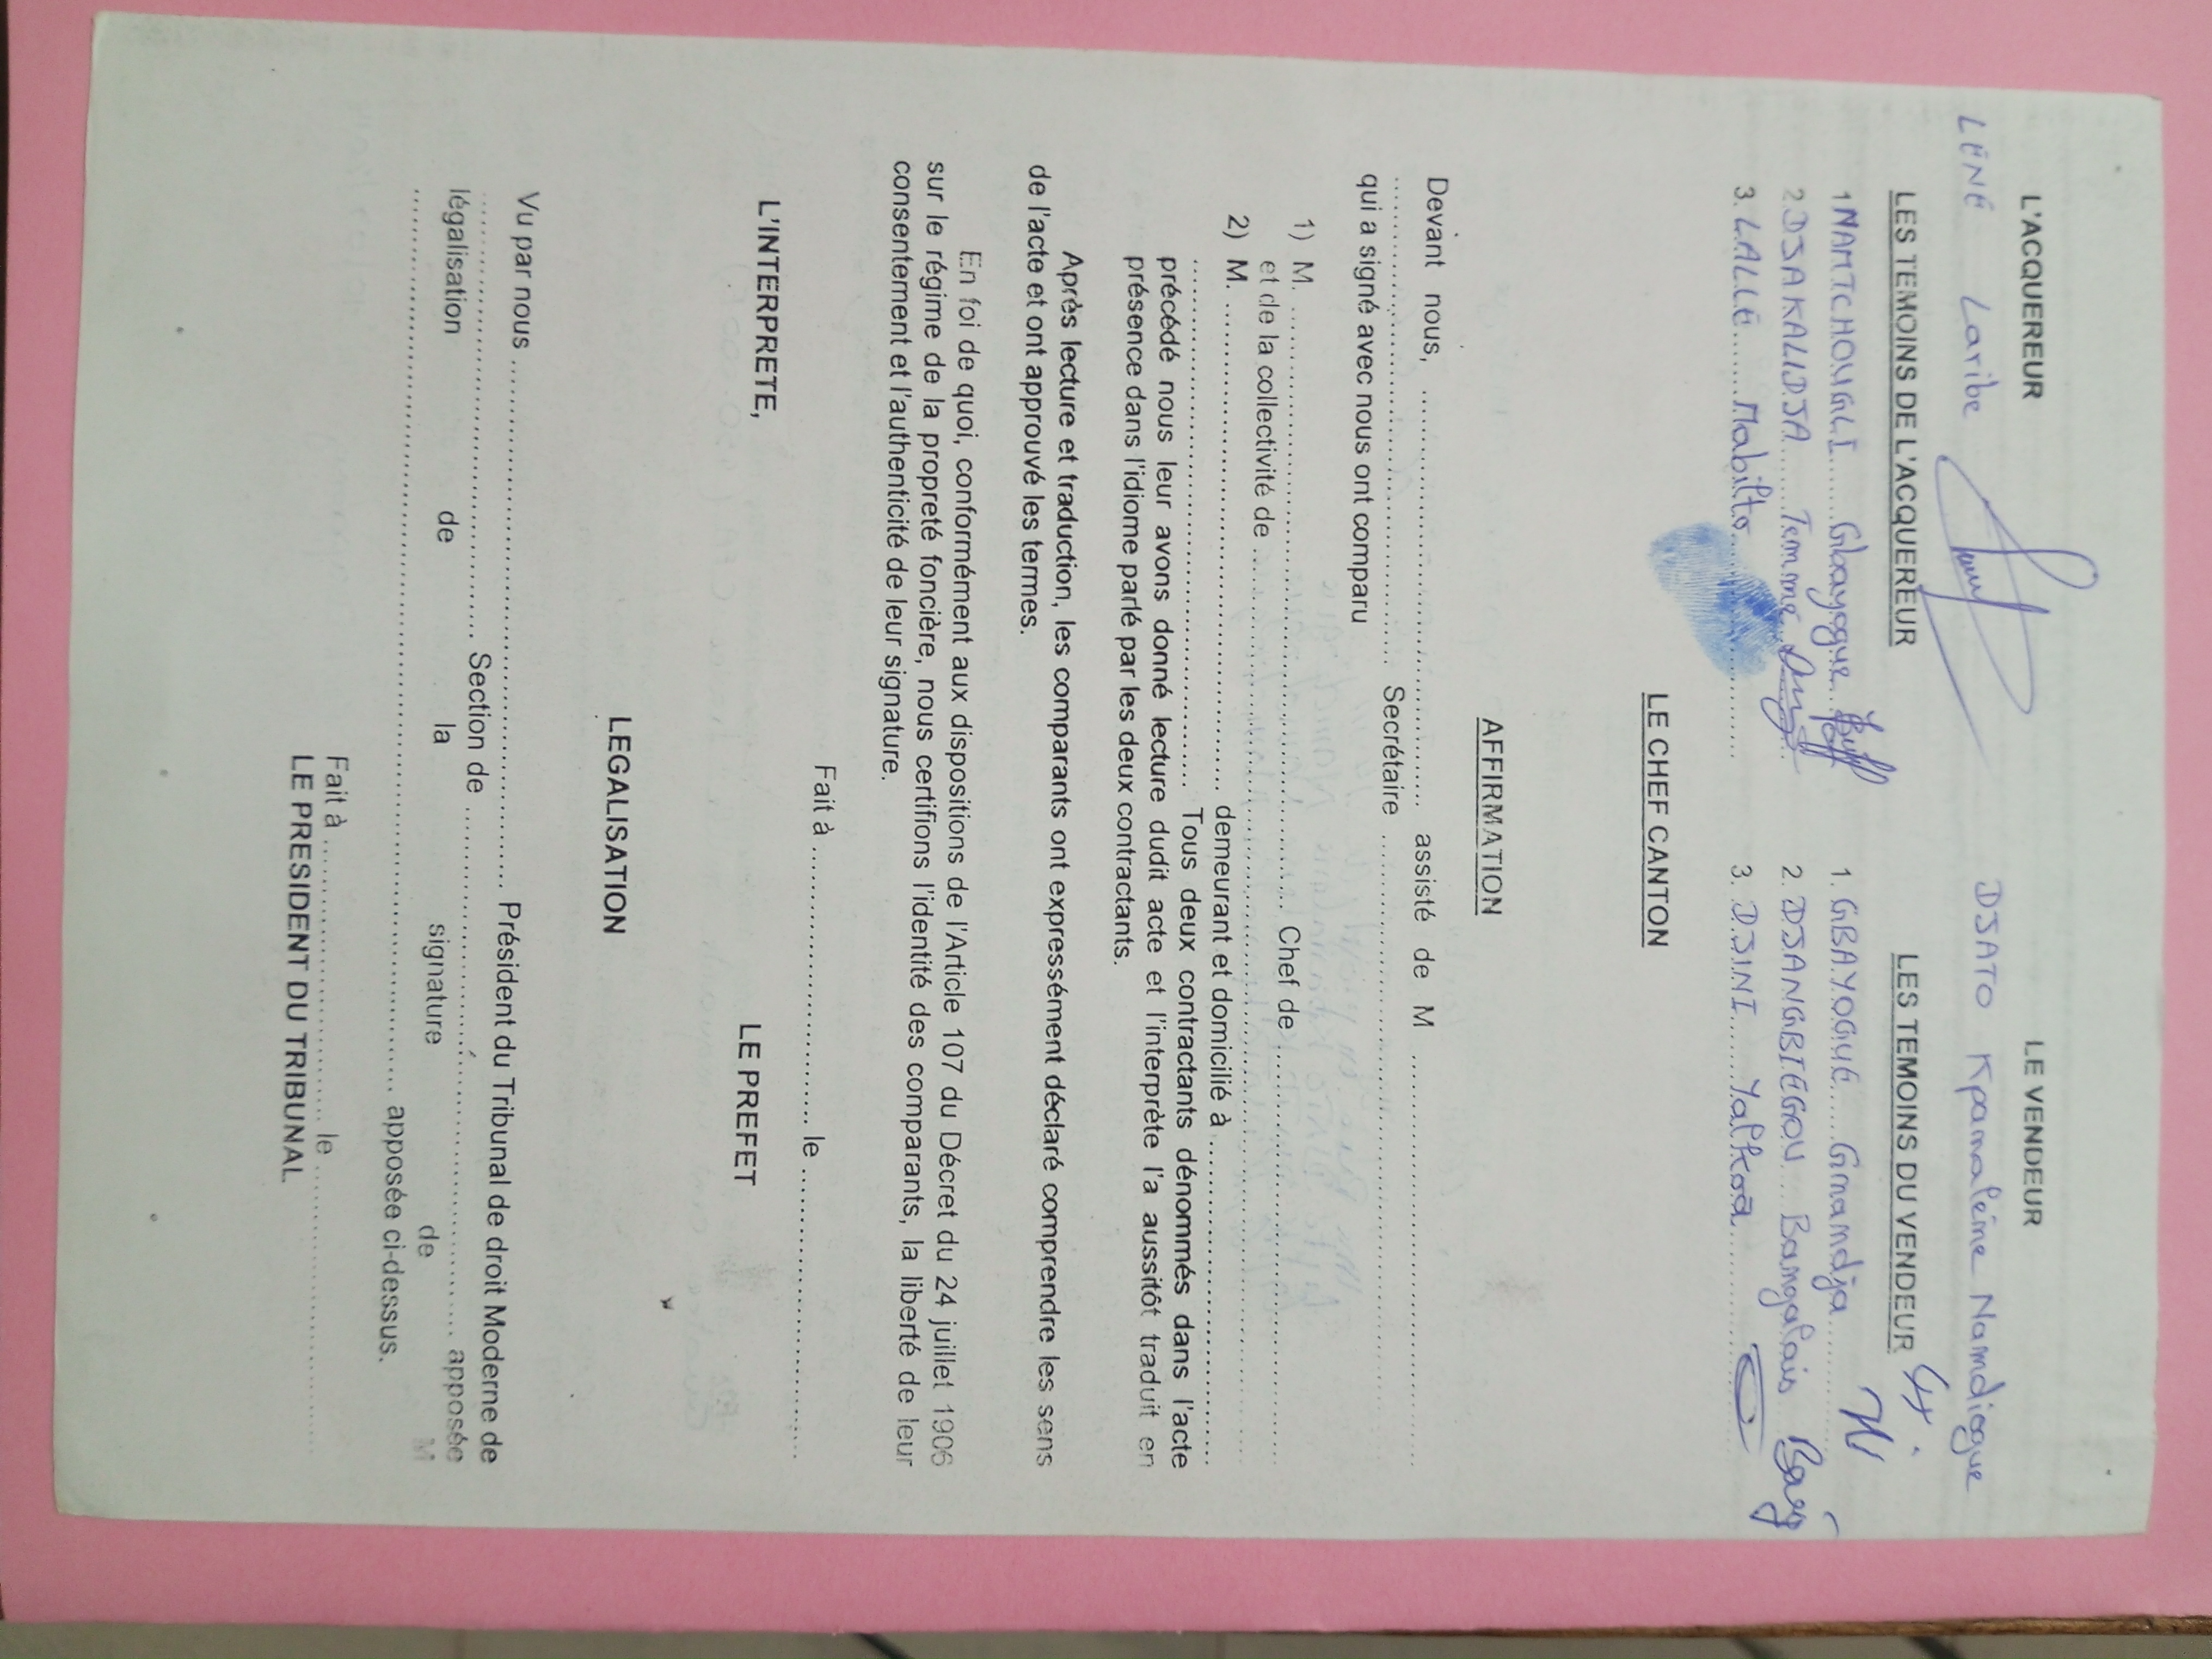 L'ACQUEREUR LE VENDEUR
LENE Laribe DJATO Kpamaléine Namdiogue
LES TEMOINS DE L'ACQUEREUR LES TEMOINS DU VENDEUR
1 NAMTCHOUGLI ...... Gbayogue ... 1. GBAYOGUE ..... Gnamdja ..........
2. DJAKALIDJA ...... Temme 2. DJANGBIEGOU ... Bamgalais
3. LALLE ...... Mabilto .................... 3. DJINI ...... Yalkoa ............
LE CHEF CANTON
AFFIRMATION
Devant nous, .................................... assisté de M ....................................
.................................................. Secrétaire ..................................................
qui a signé avec nous ont comparu
1) M. .................................................. Chef de ..................................
et de la collectivité de ..................................................
2) M. ............................................ demeurant et domicilié à ..............................
................................................ Tous deux contractants dénommés dans l'acte
précédé nous leur avons donné lecture dudit acte et l'interprète l'a aussitôt traduit en
présence dans l'idiome parlé par les deux contractants.
Après lecture et traduction, les comparants ont expressément déclaré comprendre les sens
de l'acte et ont approuvé les termes.
En foi de quoi, conformément aux dispositions de l'Article 107 du Décret du 24 juillet 1906
sur le régime de la propreté foncière, nous certifions l'identité des comparants, la liberté de leur
consentement et l'authenticité de leur signature.
Fait à .............................. le ..............................
L'INTERPRETE, LE PREFET
LEGALISATION
Vu par nous .................................................. Président du Tribunal de droit Moderne de
........................................ Section de ........................................ apposée
légalisation de la signature de M
.................................................................. apposée ci-dessus.
Fait à .............................. le ..............................
LE PRESIDENT DU TRIBUNAL